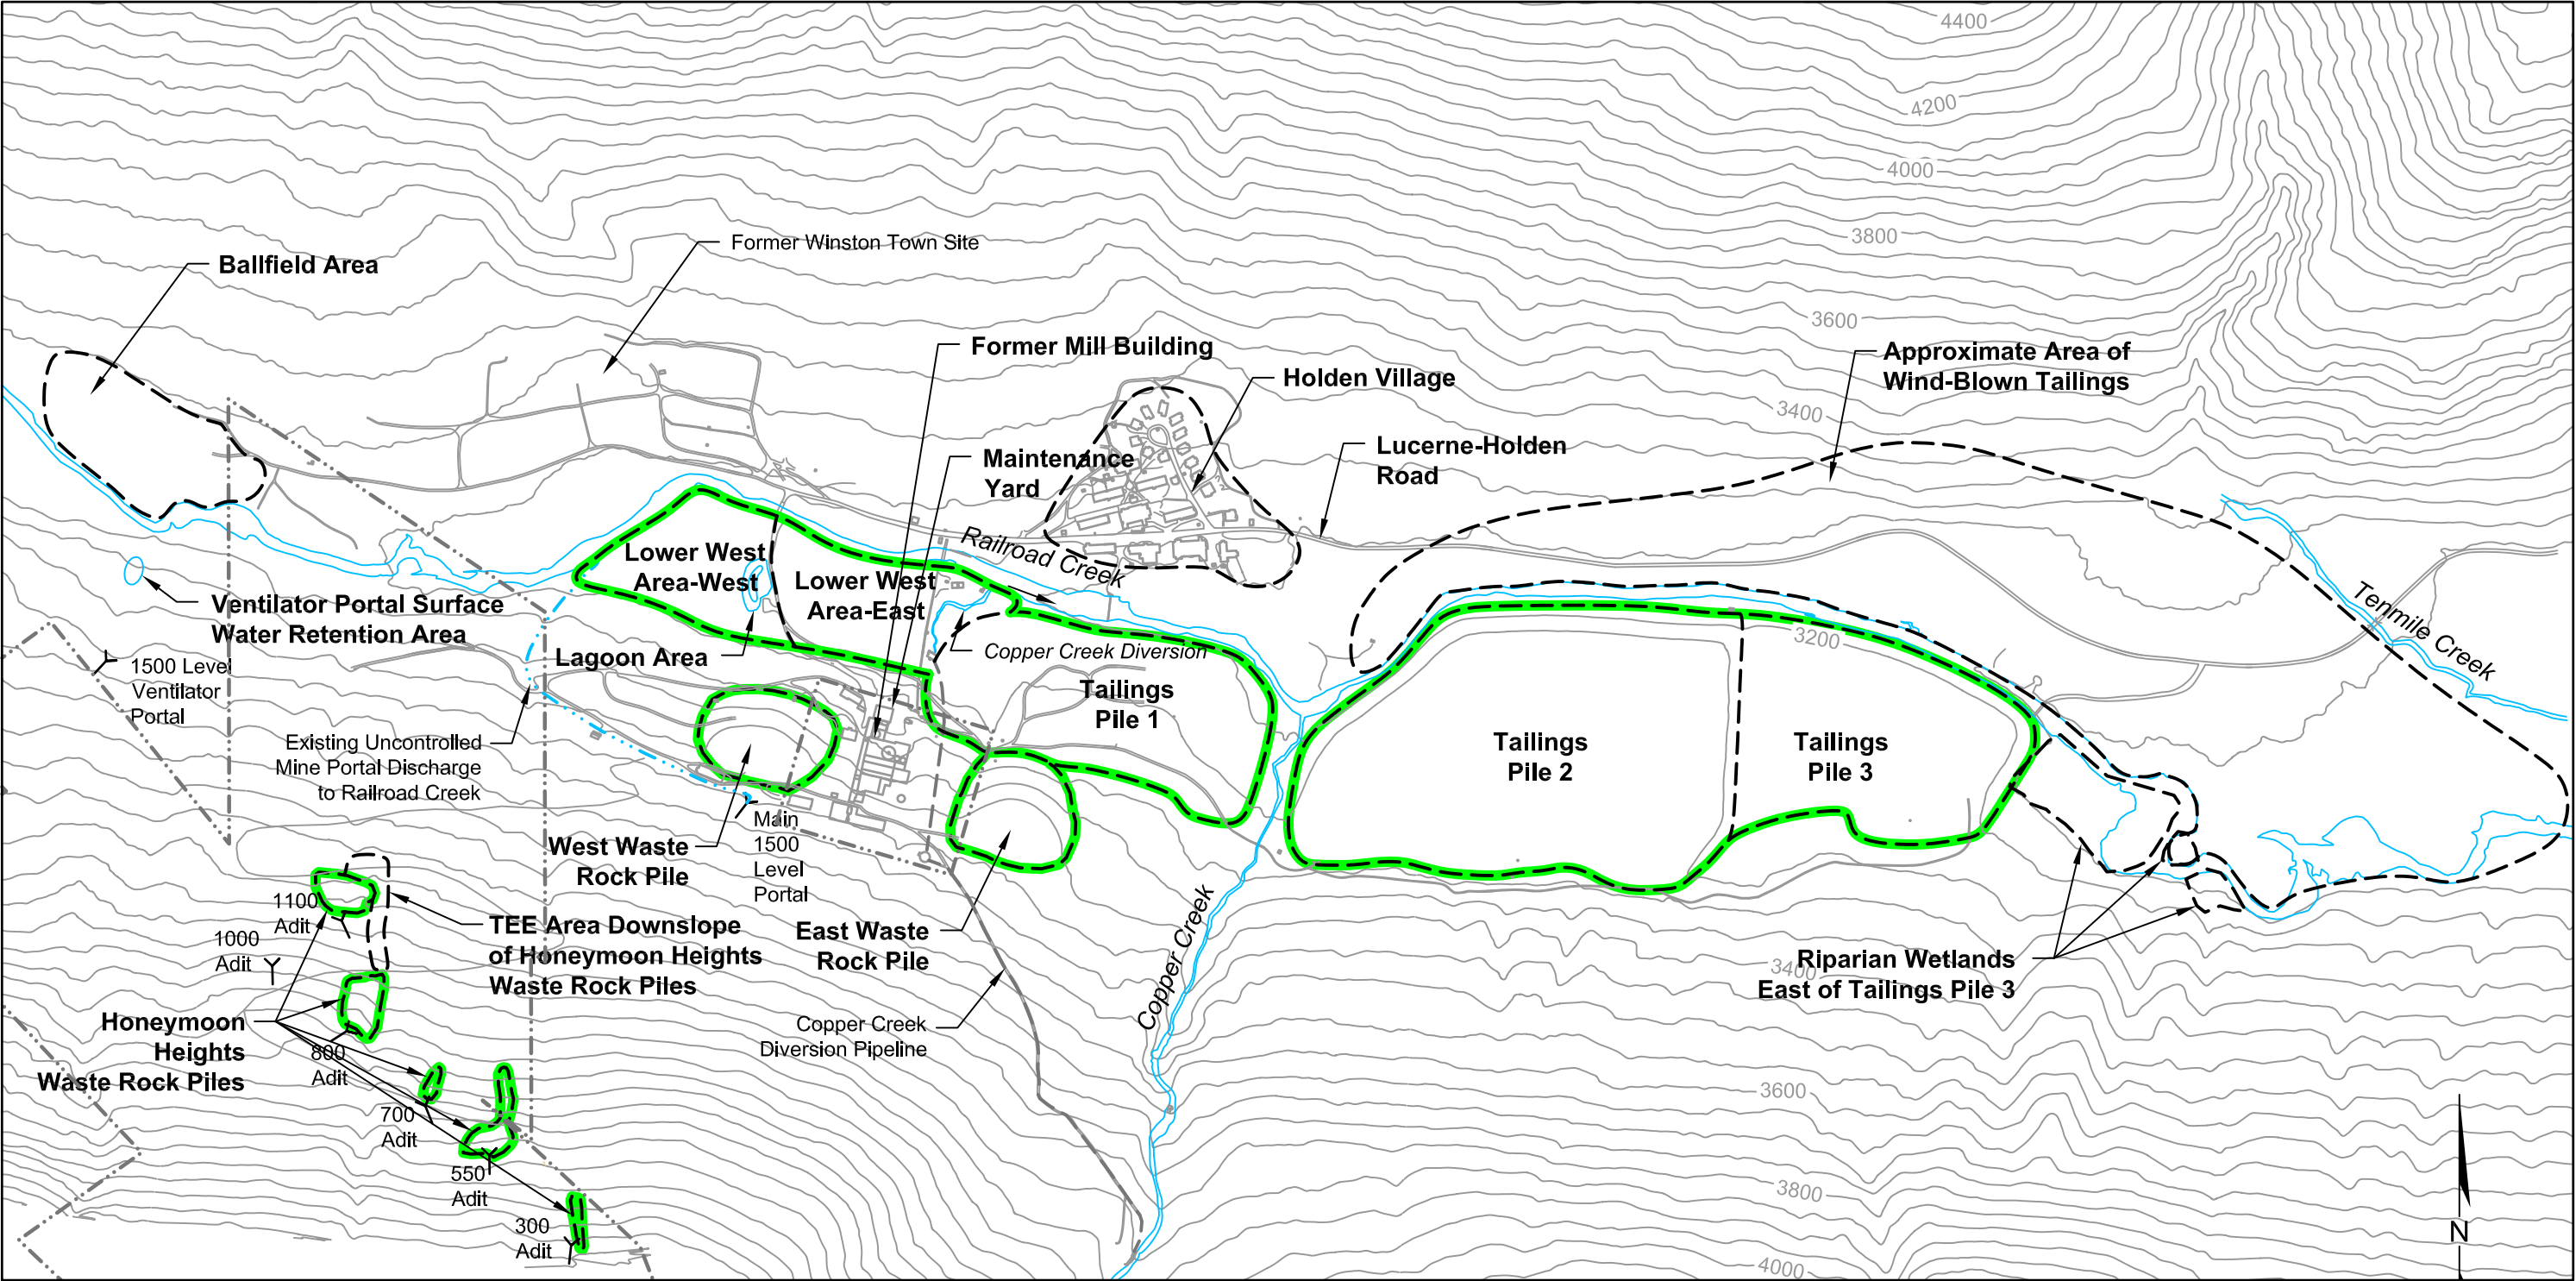 4400
4200
4000
3800
Former Winston Town Site
Ballfield Area
3600
Former Mill Building
Approximate Area of
Wind-Blown Tailings
Holden Village
3400
Lucerne-Holden
Road
Maintenance
Yard
Railroad Creek
Lower West
Area-West
Lower West
Area-East
Tenmile Creek
Ventilator Portal Surface
Water Retention Area
3200
Copper Creek Diversion
Lagoon Area
1500 Level
Ventilator
Portal
Tailings
Pile 1
Existing Uncontrolled
Mine Portal Discharge
to Railroad Creek
Tailings
Pile 2
Tailings
Pile 3
Main
1500
Level
Portal
West Waste
Rock Pile
1100
Adit
TEE Area Downslope
of Honeymoon Heights
Waste Rock Piles
East Waste
Rock Pile
Copper Creek
1000
Adit
Riparian Wetlands
East of Tailings Pile 3
3400
Honeymoon
Heights
Waste Rock Piles
Copper Creek
Diversion Pipeline
800
Adit
3600
700
Adit
550
Adit
3800
300
Adit
N
4000